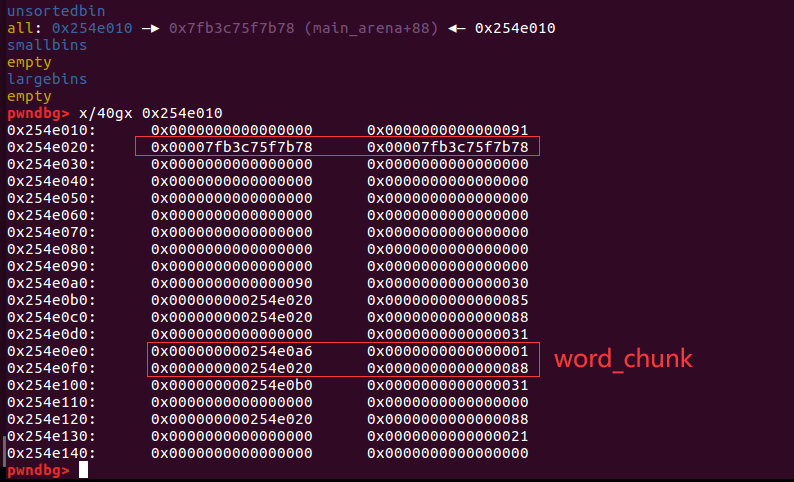 unsortedbin
all: 0x254e010 —▸ 0x7fb3c75f7b78 (main_arena+88) ◂— 0x254e010
smallbins
empty
largebins
empty
pwndbg> x/40gx 0x254e010
0x254e010: 0x0000000000000000 0x0000000000000091
0x254e020: 0x00007fb3c75f7b78 0x00007fb3c75f7b78
0x254e030: 0x0000000000000000 0x0000000000000000
0x254e040: 0x0000000000000000 0x0000000000000000
0x254e050: 0x0000000000000000 0x0000000000000000
0x254e060: 0x0000000000000000 0x0000000000000000
0x254e070: 0x0000000000000000 0x0000000000000000
0x254e080: 0x0000000000000000 0x0000000000000000
0x254e090: 0x0000000000000000 0x0000000000000000
0x254e0a0: 0x0000000000000090 0x0000000000000030
0x254e0b0: 0x000000000254e020 0x0000000000000085
0x254e0c0: 0x000000000254e020 0x0000000000000088
0x254e0d0: 0x0000000000000000 0x0000000000000031
0x254e0e0: 0x000000000254e0a6 0x0000000000000001
0x254e0f0: 0x000000000254e020 0x0000000000000088
word_chunk
0x254e100: 0x000000000254e0b0 0x0000000000000031
0x254e110: 0x0000000000000000 0x0000000000000000
0x254e120: 0x000000000254e020 0x0000000000000088
0x254e130: 0x0000000000000000 0x0000000000000021
0x254e140: 0x0000000000000000 0x0000000000000000
pwndbg>